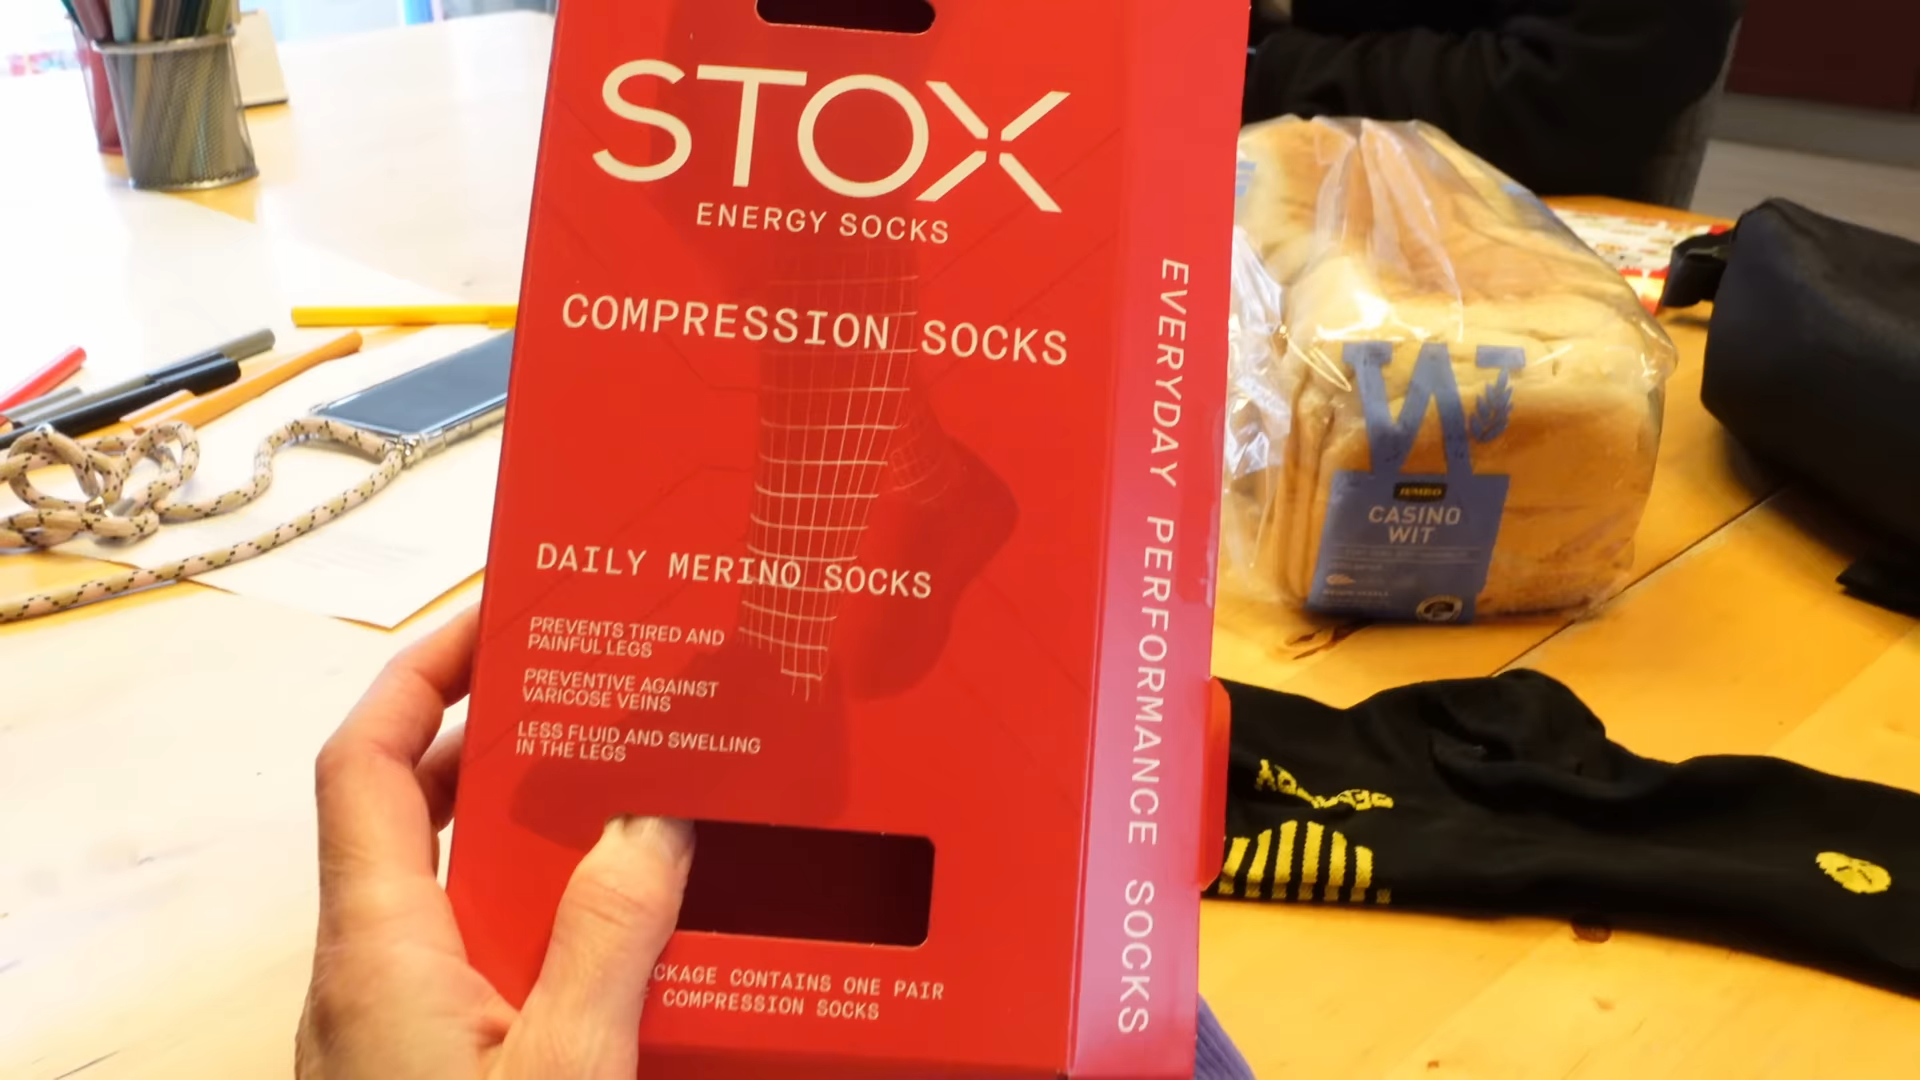 STOX
ENERGY SOCKS
COMPRESSION SOCKS
DAILY MERINO SOCKS
PREVENTS TIRED AND
PAINFUL LEGS
PREVENTIVE AGAINST
VARICOSE VEINS
LESS FLUID AND SWELLING
IN THE LEGS
CKAGE CONTAINS ONE PAIR
COMPRESSION SOCKS
EVERYDAY PERFORMANCE SOCKS
W
JUMBO
CASINO
WIT